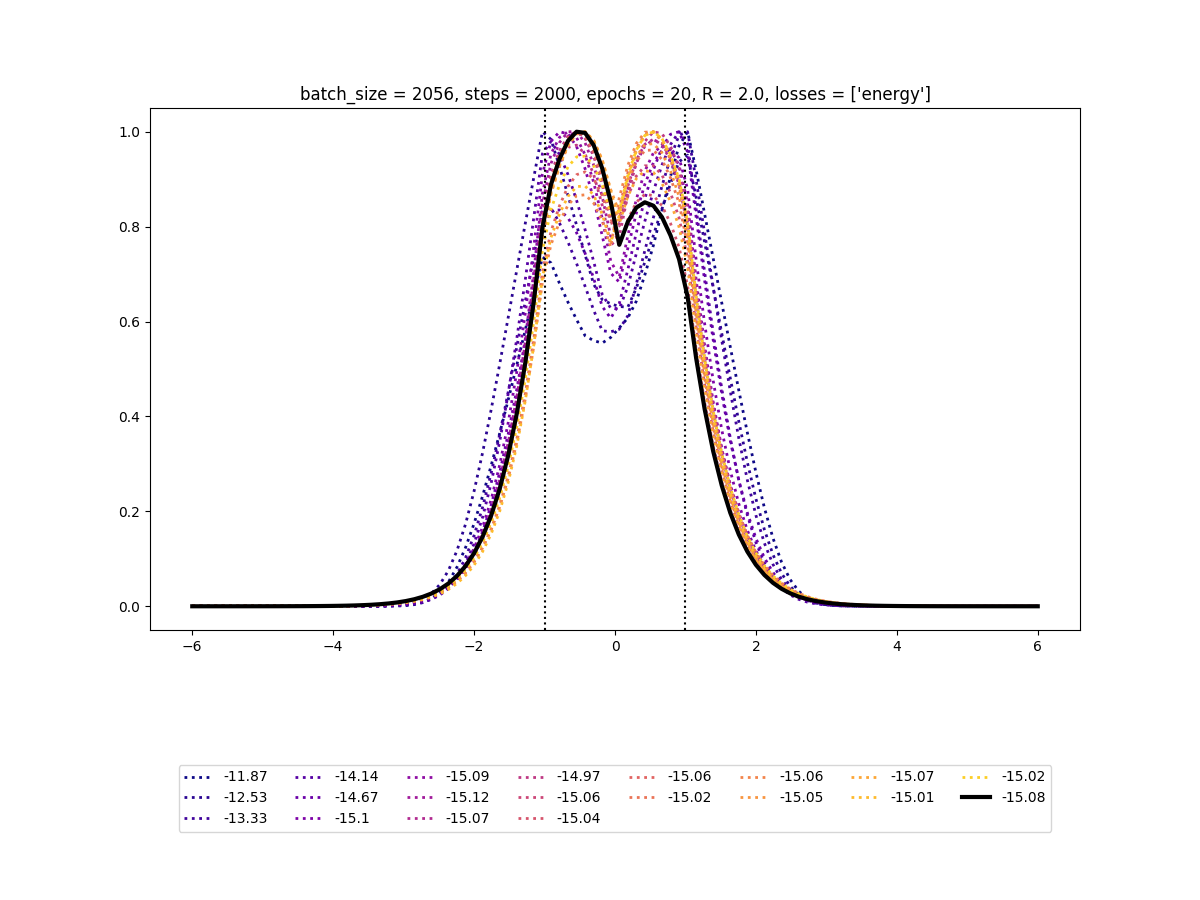 batch_size = 2056, steps = 2000, epochs = 20, R = 2.0, losses = ['energy']
1.0
0.8
0.6
0.4
0.2
0.0
−6 −4 −2 0 2 4 6
-11.87 -14.14 -15.09 -14.97 -15.06 -15.06 -15.07 -15.02
-12.53 -14.67 -15.12 -15.06 -15.02 -15.05 -15.01 -15.08
-13.33 -15.1 -15.07 -15.04